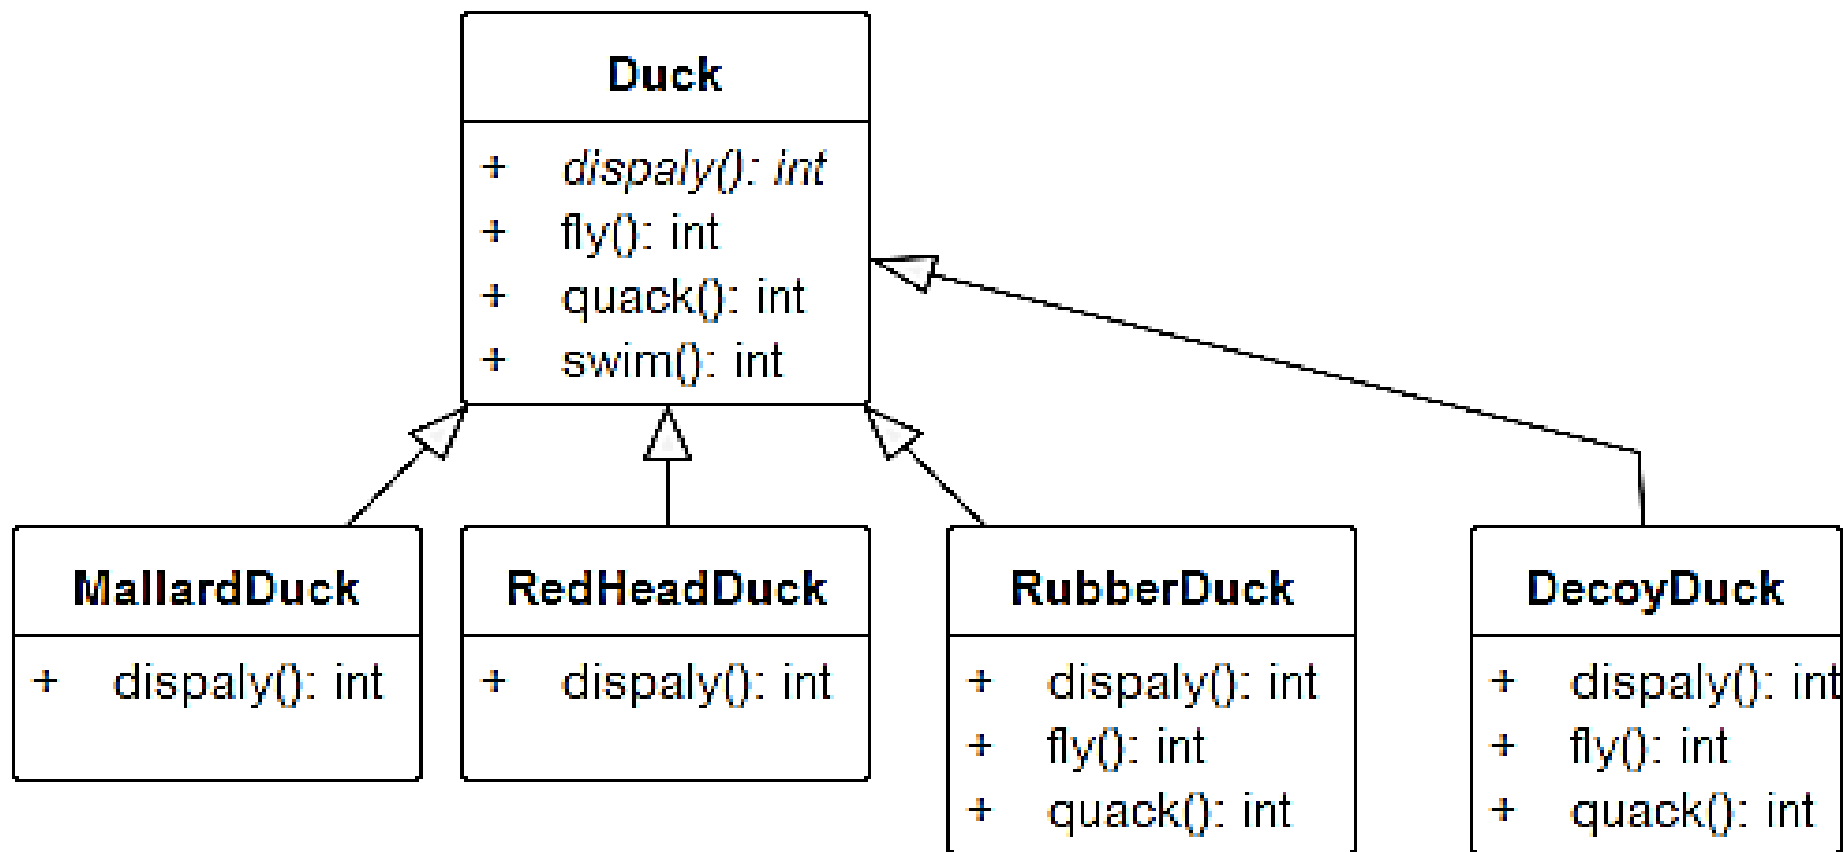 Duck
+ dispaly(): int
+ fly(): int
+ quack(): int
+ swim(): int
MallardDuck
+ dispaly(): int
RedHeadDuck
+ dispaly(): int
RubberDuck
+ dispaly(): int
+ fly(): int
+ quack(): int
DecoyDuck
+ dispaly(): int
+ fly(): int
+ quack(): int